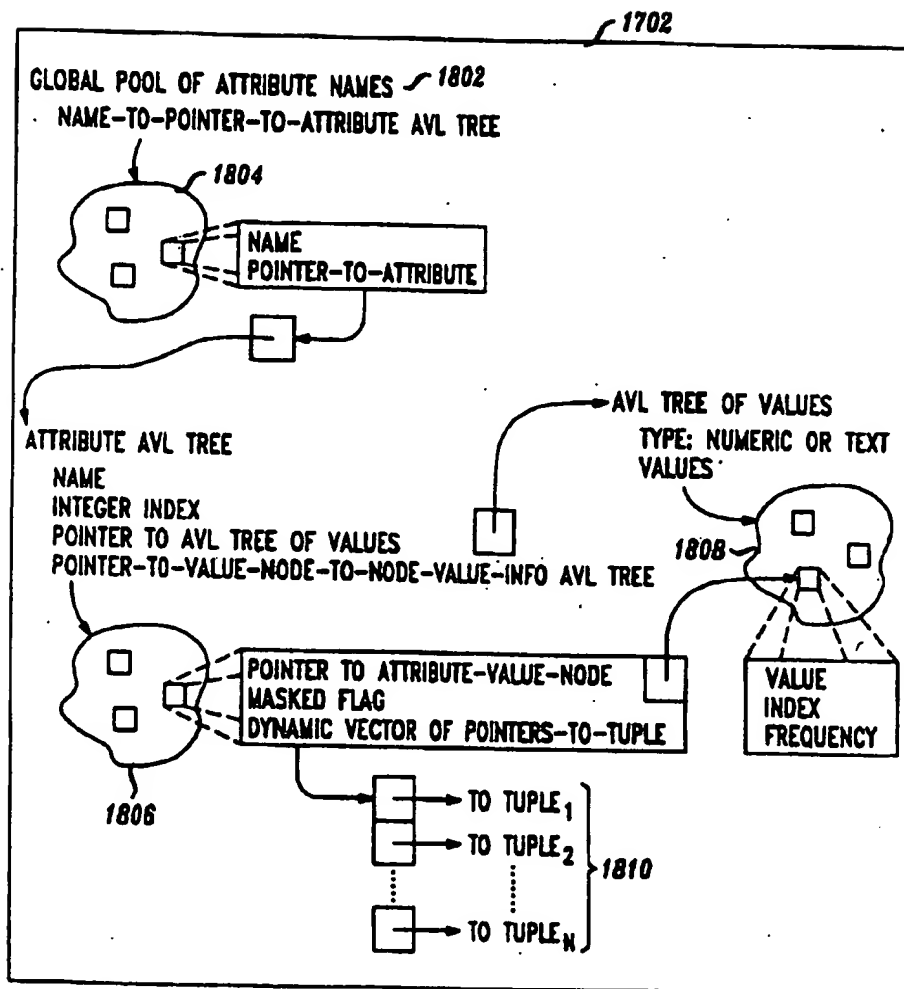 1702
GLOBAL POOL OF ATTRIBUTE NAMES 1802
NAME-TO-POINTER-TO-ATTRIBUTE AVL TREE
1804
NAME
POINTER-TO-ATTRIBUTE
AVL TREE OF VALUES
TYPE: NUMERIC OR TEXT
VALUES
1808
ATTRIBUTE AVL TREE
NAME
INTEGER INDEX
POINTER TO AVL TREE OF VALUES
POINTER-TO-VALUE-NODE-TO-NODE-VALUE-INFO AVL TREE
POINTER TO ATTRIBUTE-VALUE-NODE
MASKED FLAG
DYNAMIC VECTOR OF POINTERS-TO-TUPLE
VALUE
INDEX
FREQUENCY
1806
TO TUPLE1
TO TUPLE2
TO TUPLEN
1810